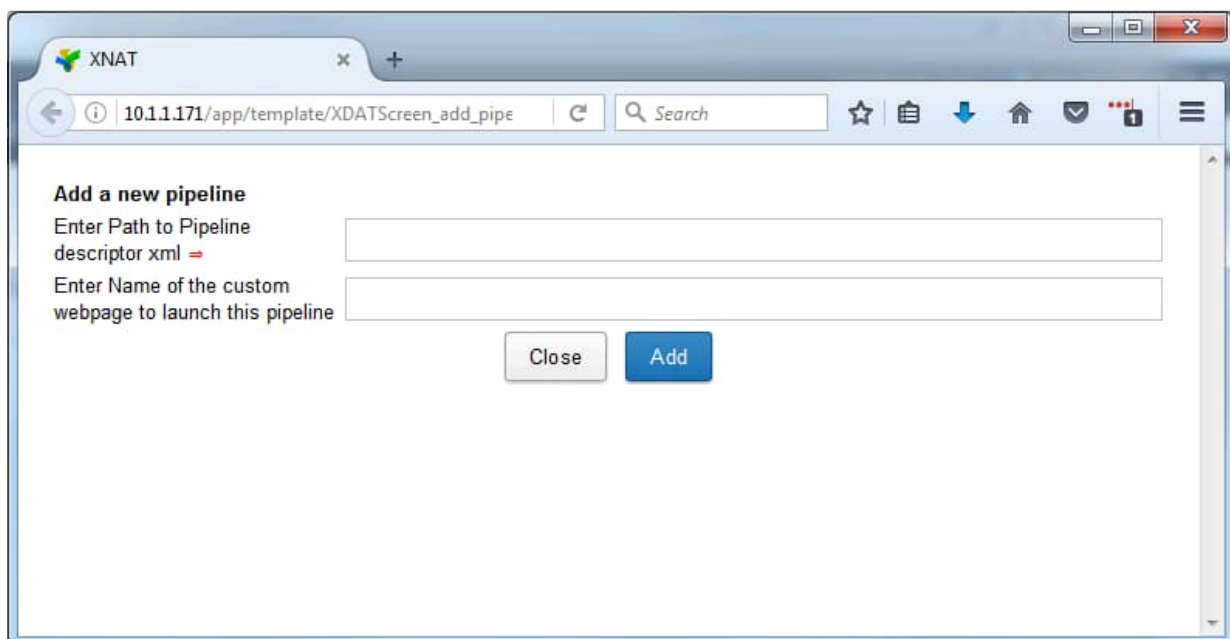 XNAT
10.1.1.171/app/template/XDATScreen_add_pipe
Search
1
Add a new pipeline
Enter Path to Pipeline
descriptor xml ⇒
Enter Name of the custom
webpage to launch this pipeline
Close
Add